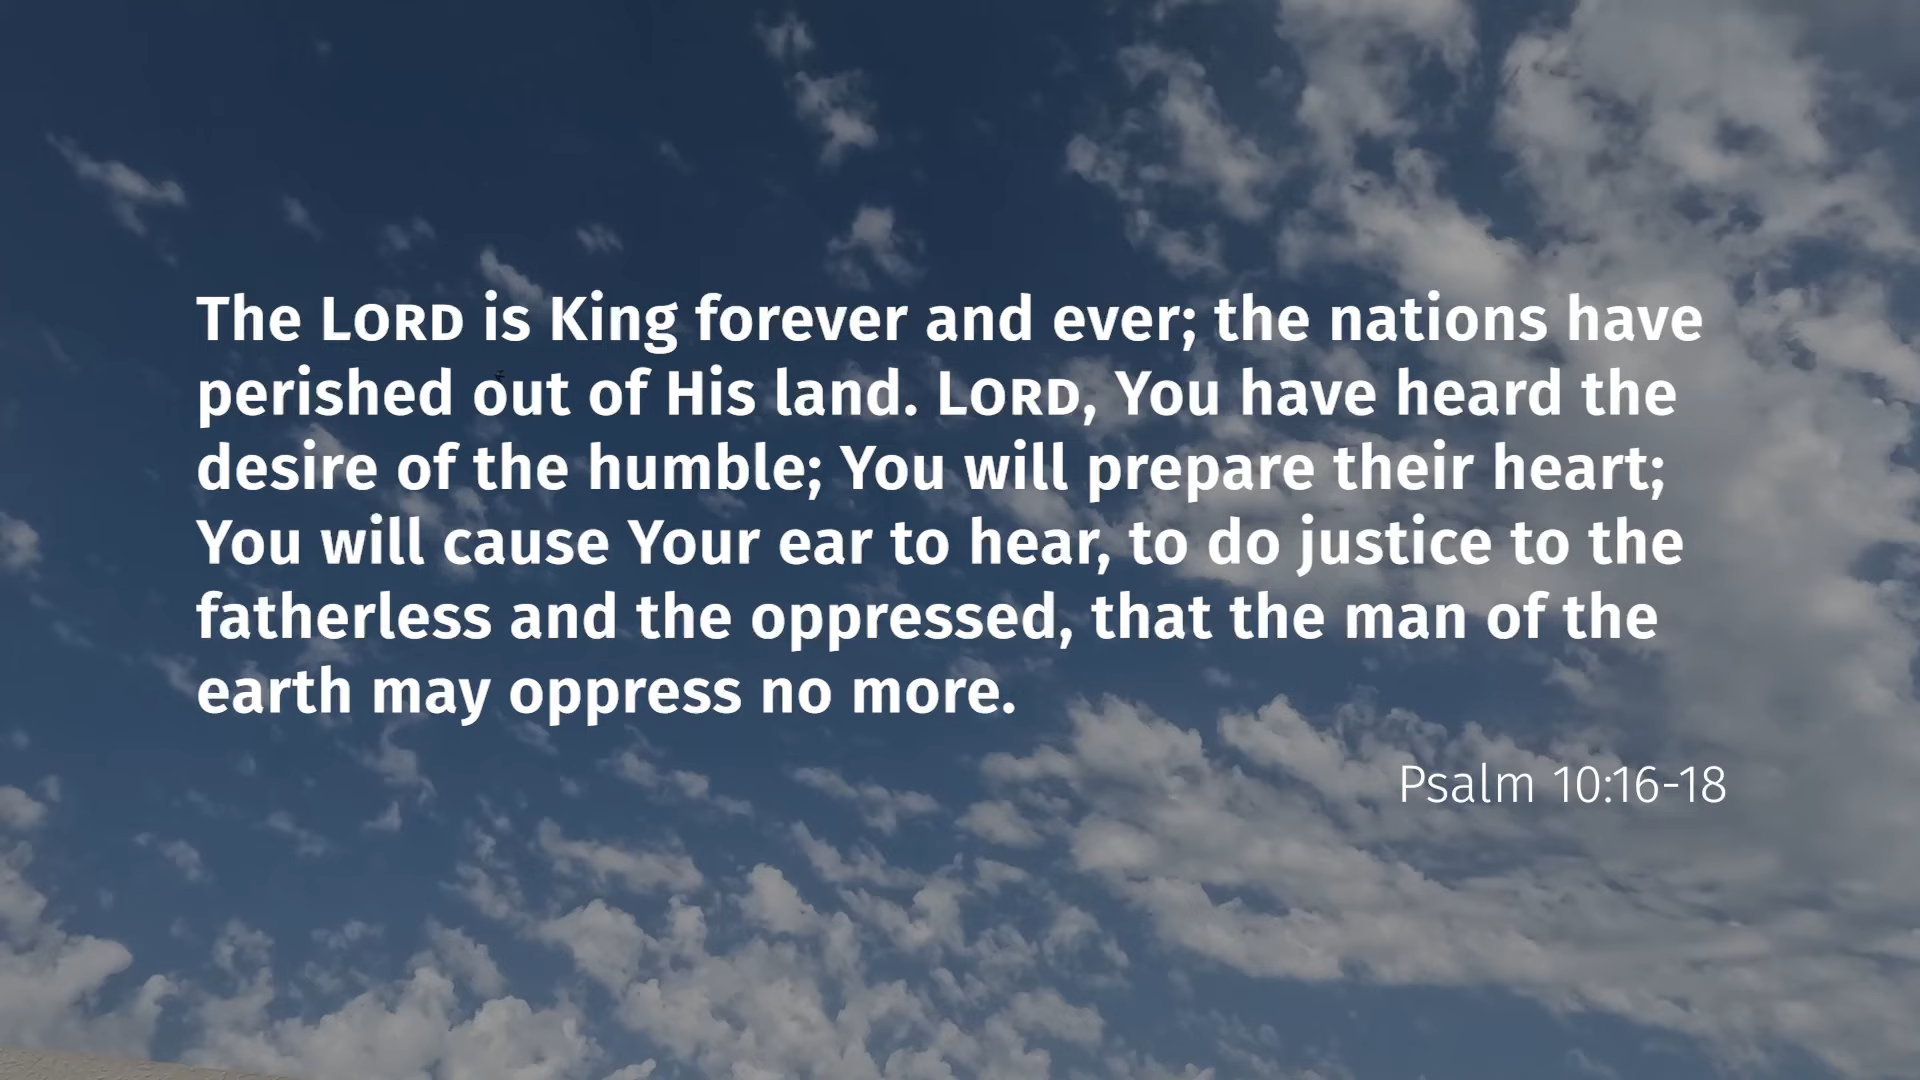 The LORD is King forever and ever; the nations have
perished out of His land. LORD, You have heard the
desire of the humble; You will prepare their heart;
You will cause Your ear to hear, to do justice to the
fatherless and the oppressed, that the man of the
earth may oppress no more.
Psalm 10:16-18